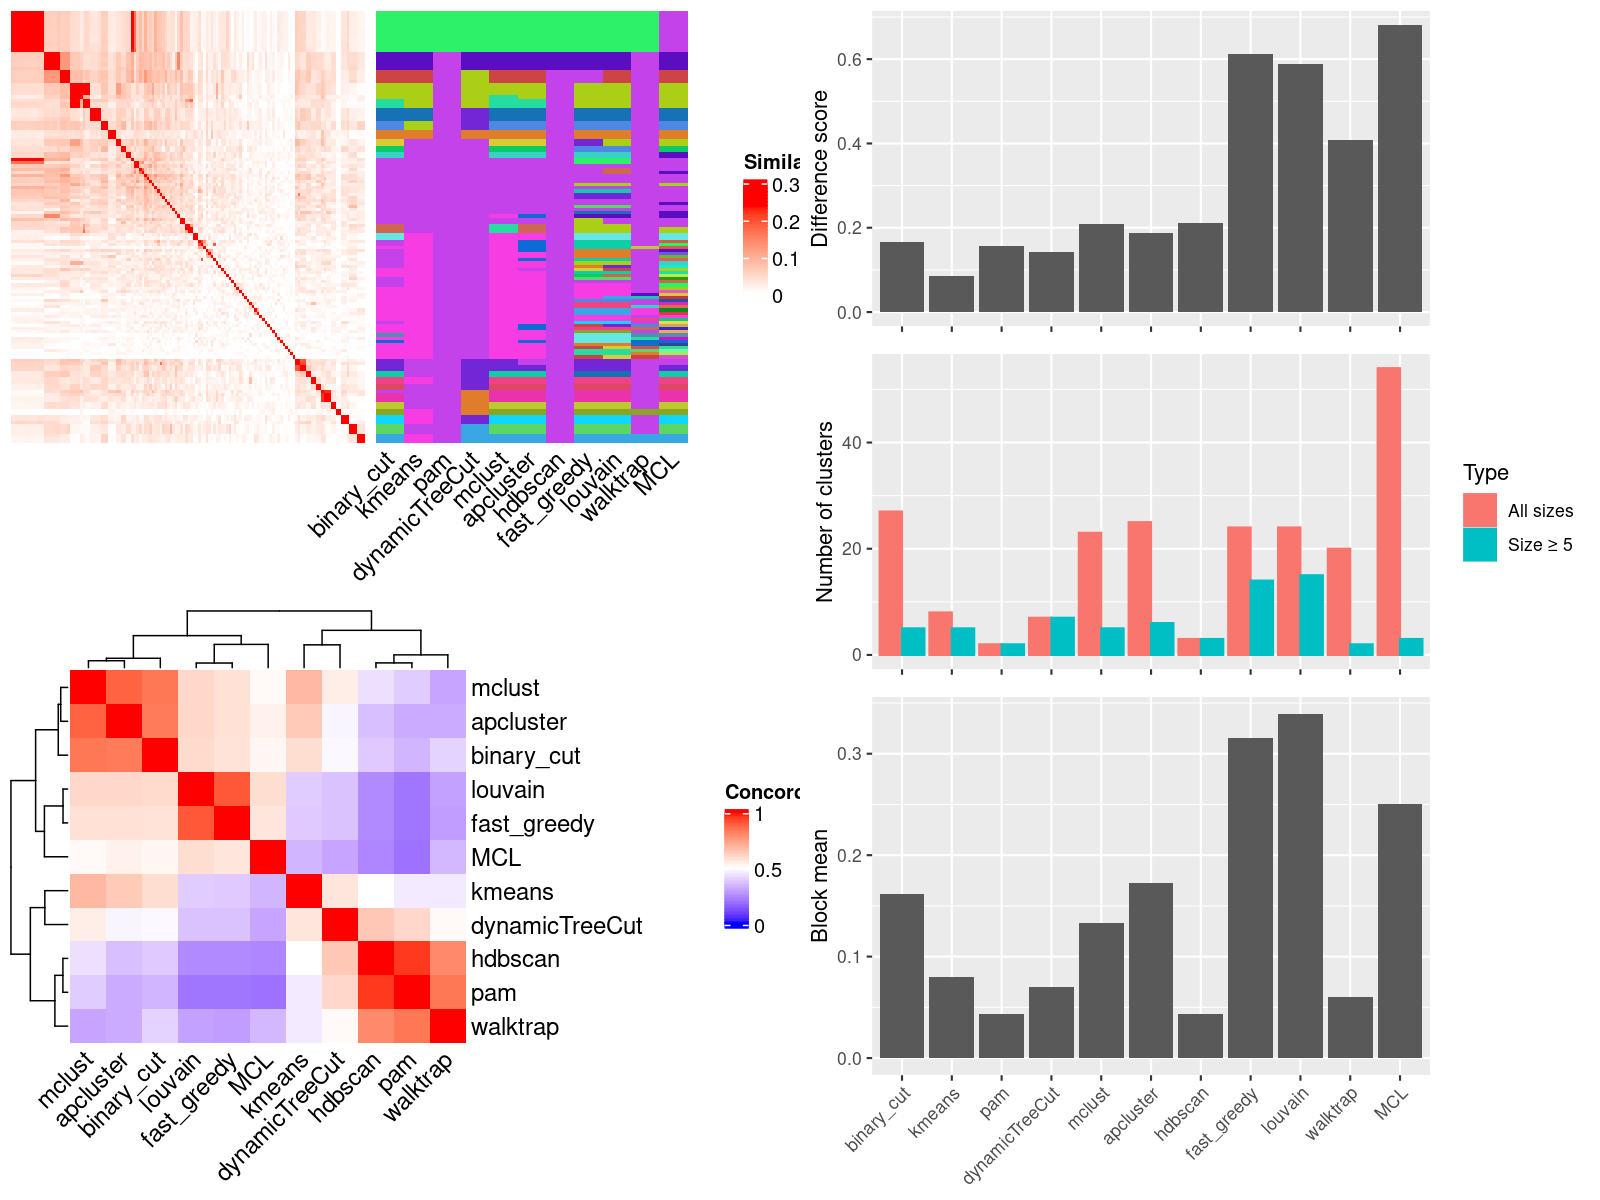 Simila
0.3
0.2
0.1
0
binary_cut
kmeans
pam
dynamicTreeCut
mclust
apcluster
hdbscan
fast_greedy
louvain
walktrap
MCL
mclust
apcluster
binary_cut
louvain
fast_greedy
MCL
kmeans
dynamicTreeCut
hdbscan
pam
walktrap
mclust
apcluster
binary_cut
louvain
fast_greedy
MCL
kmeans
dynamicTreeCut
hdbscan
pam
walktrap
Concord
1
0.5
0
Difference score
0.6
0.4
0.2
0.0
Number of clusters
40
20
0
Type
All sizes
Size ≥ 5
Block mean
0.3
0.2
0.1
0.0
binary_cut
kmeans
pam
dynamicTreeCut
mclust
apcluster
hdbscan
fast_greedy
louvain
walktrap
MCL